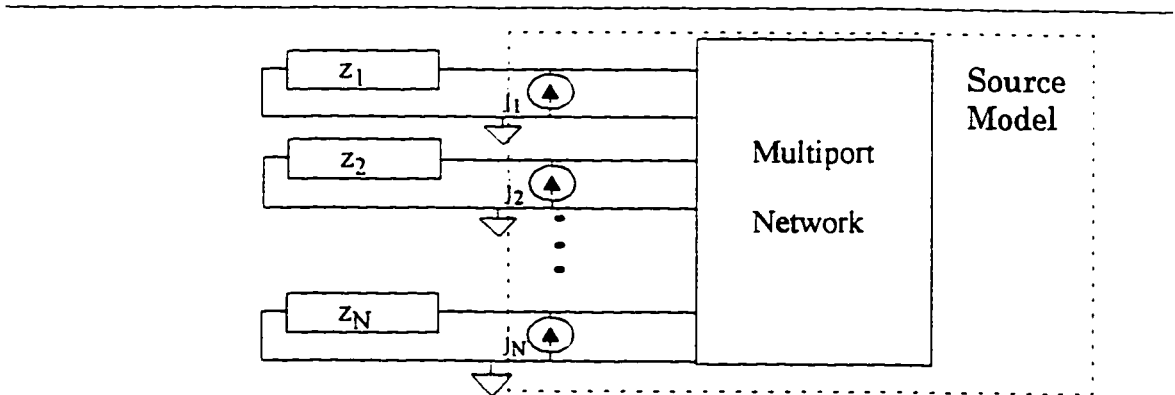 z1
j1
Source
Model
z2
j2
Multiport
Network
zN
jN